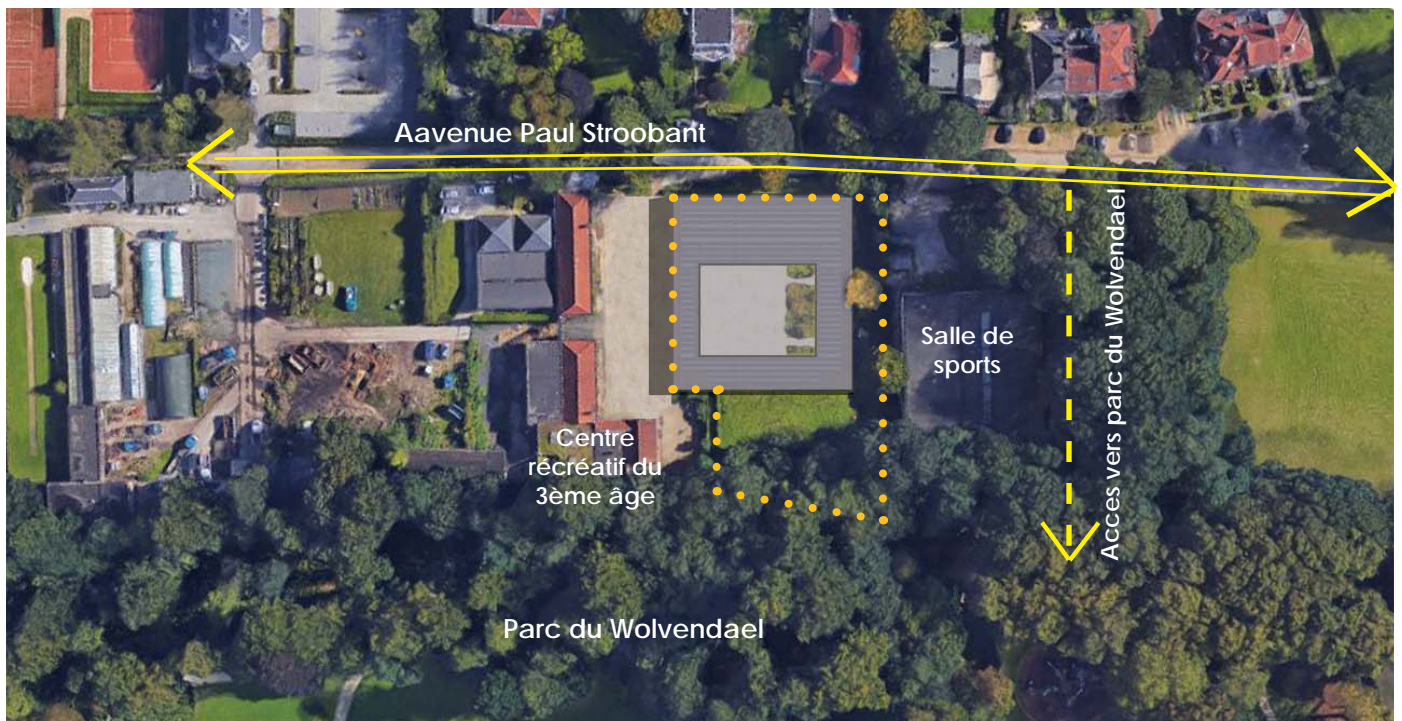 Aavenue Paul Stroobant
Acces vers parc du Wolvendael
Salle de
sports
Centre
récréatif du
3ème âge
Parc du Wolvendael